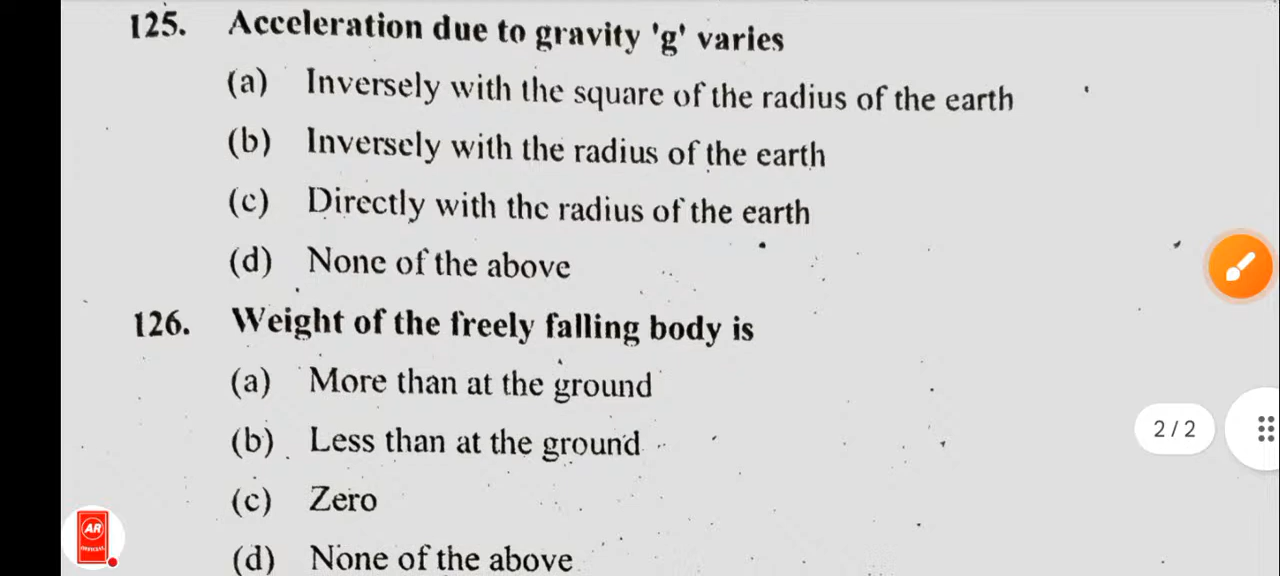 125. Acceleration due to gravity 'g' varies
(a) Inversely with the square of the radius of the earth
(b) Inversely with the radius of the earth
(c) Directly with the radius of the earth
(d) None of the above
126. Weight of the freely falling body is
(a) More than at the ground
(b) Less than at the ground
2 / 2
(c) Zero
AR
OFFICIAL
(d) None of the above